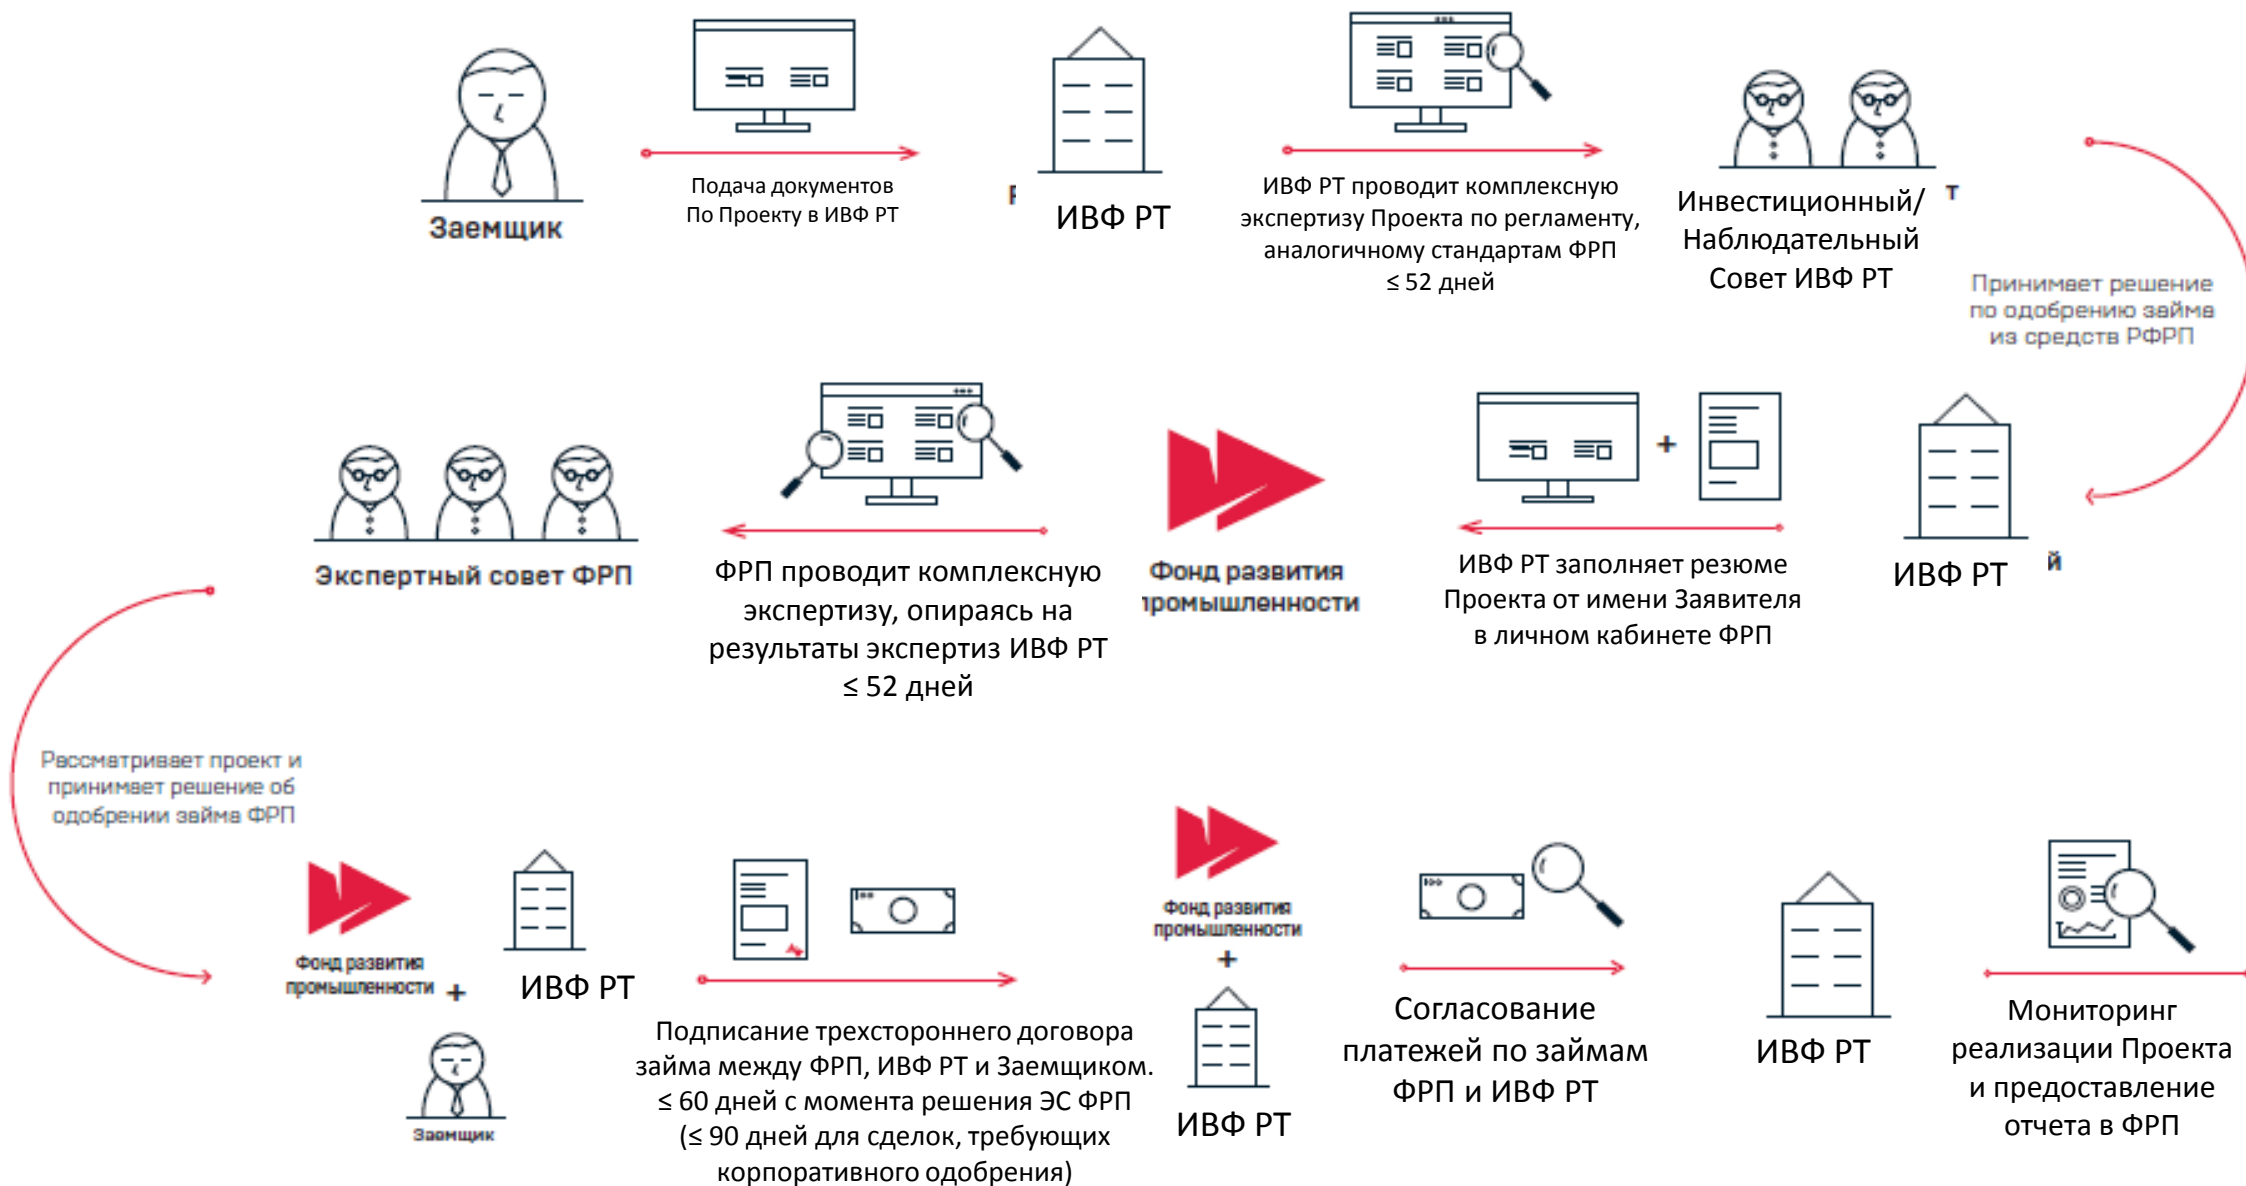 Заемщик
Подача документов
По Проекту в ИВФ РТ
ИВФ РТ
ИВФ РТ проводит комплексную
экспертизу Проекта по регламенту,
аналогичному стандартам ФРП
≤ 52 дней
Инвестиционный/
Наблюдательный
Совет ИВФ РТ
т
Принимает решение
по одобрению займа
из средств РФРП
ИВФ РТ
й
ИВФ РТ заполняет резюме
Проекта от имени Заявителя
в личном кабинете ФРП
+
Фонд развития
промышленности
ФРП проводит комплексную
экспертизу, опираясь на
результаты экспертиз ИВФ РТ
≤ 52 дней
Экспертный совет ФРП
Рассматривает проект и
принимает решение об
одобрении займа ФРП
Фонд развития
промышленности +
ИВФ РТ
Заемщик
Подписание трехстороннего договора
займа между ФРП, ИВФ РТ и Заемщиком.
≤ 60 дней с момента решения ЭС ФРП
(≤ 90 дней для сделок, требующих
корпоративного одобрения)
Фонд развития
промышленности
+
ИВФ РТ
Согласование
платежей по займам
ФРП и ИВФ РТ
ИВФ РТ
Мониторинг
реализации Проекта
и предоставление
отчета в ФРП